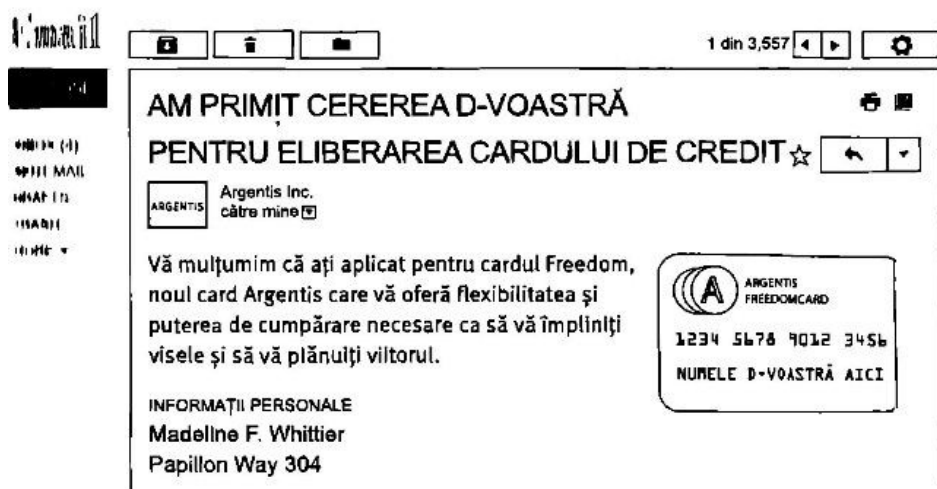 1 din 3,557
AM PRIMIT CEREREA D-VOASTRĂ
PENTRU ELIBERAREA CARDULUI DE CREDIT
ARGENTIS
Argentis Inc.
către mine
Vă mulțumim că ați aplicat pentru cardul Freedom,
noul card Argentis care vă oferă flexibilitatea și
puterea de cumpărare necesare ca să vă împliniți
visele și să vă plănuiți viitorul.
A
ARGENTIS
FREEDOMCARD
1234 5678 9012 3456
NUMELE D-VOASTRĂ AICI
INFORMAȚII PERSONALE
Madeline F. Whittier
Papillon Way 304
MAIL